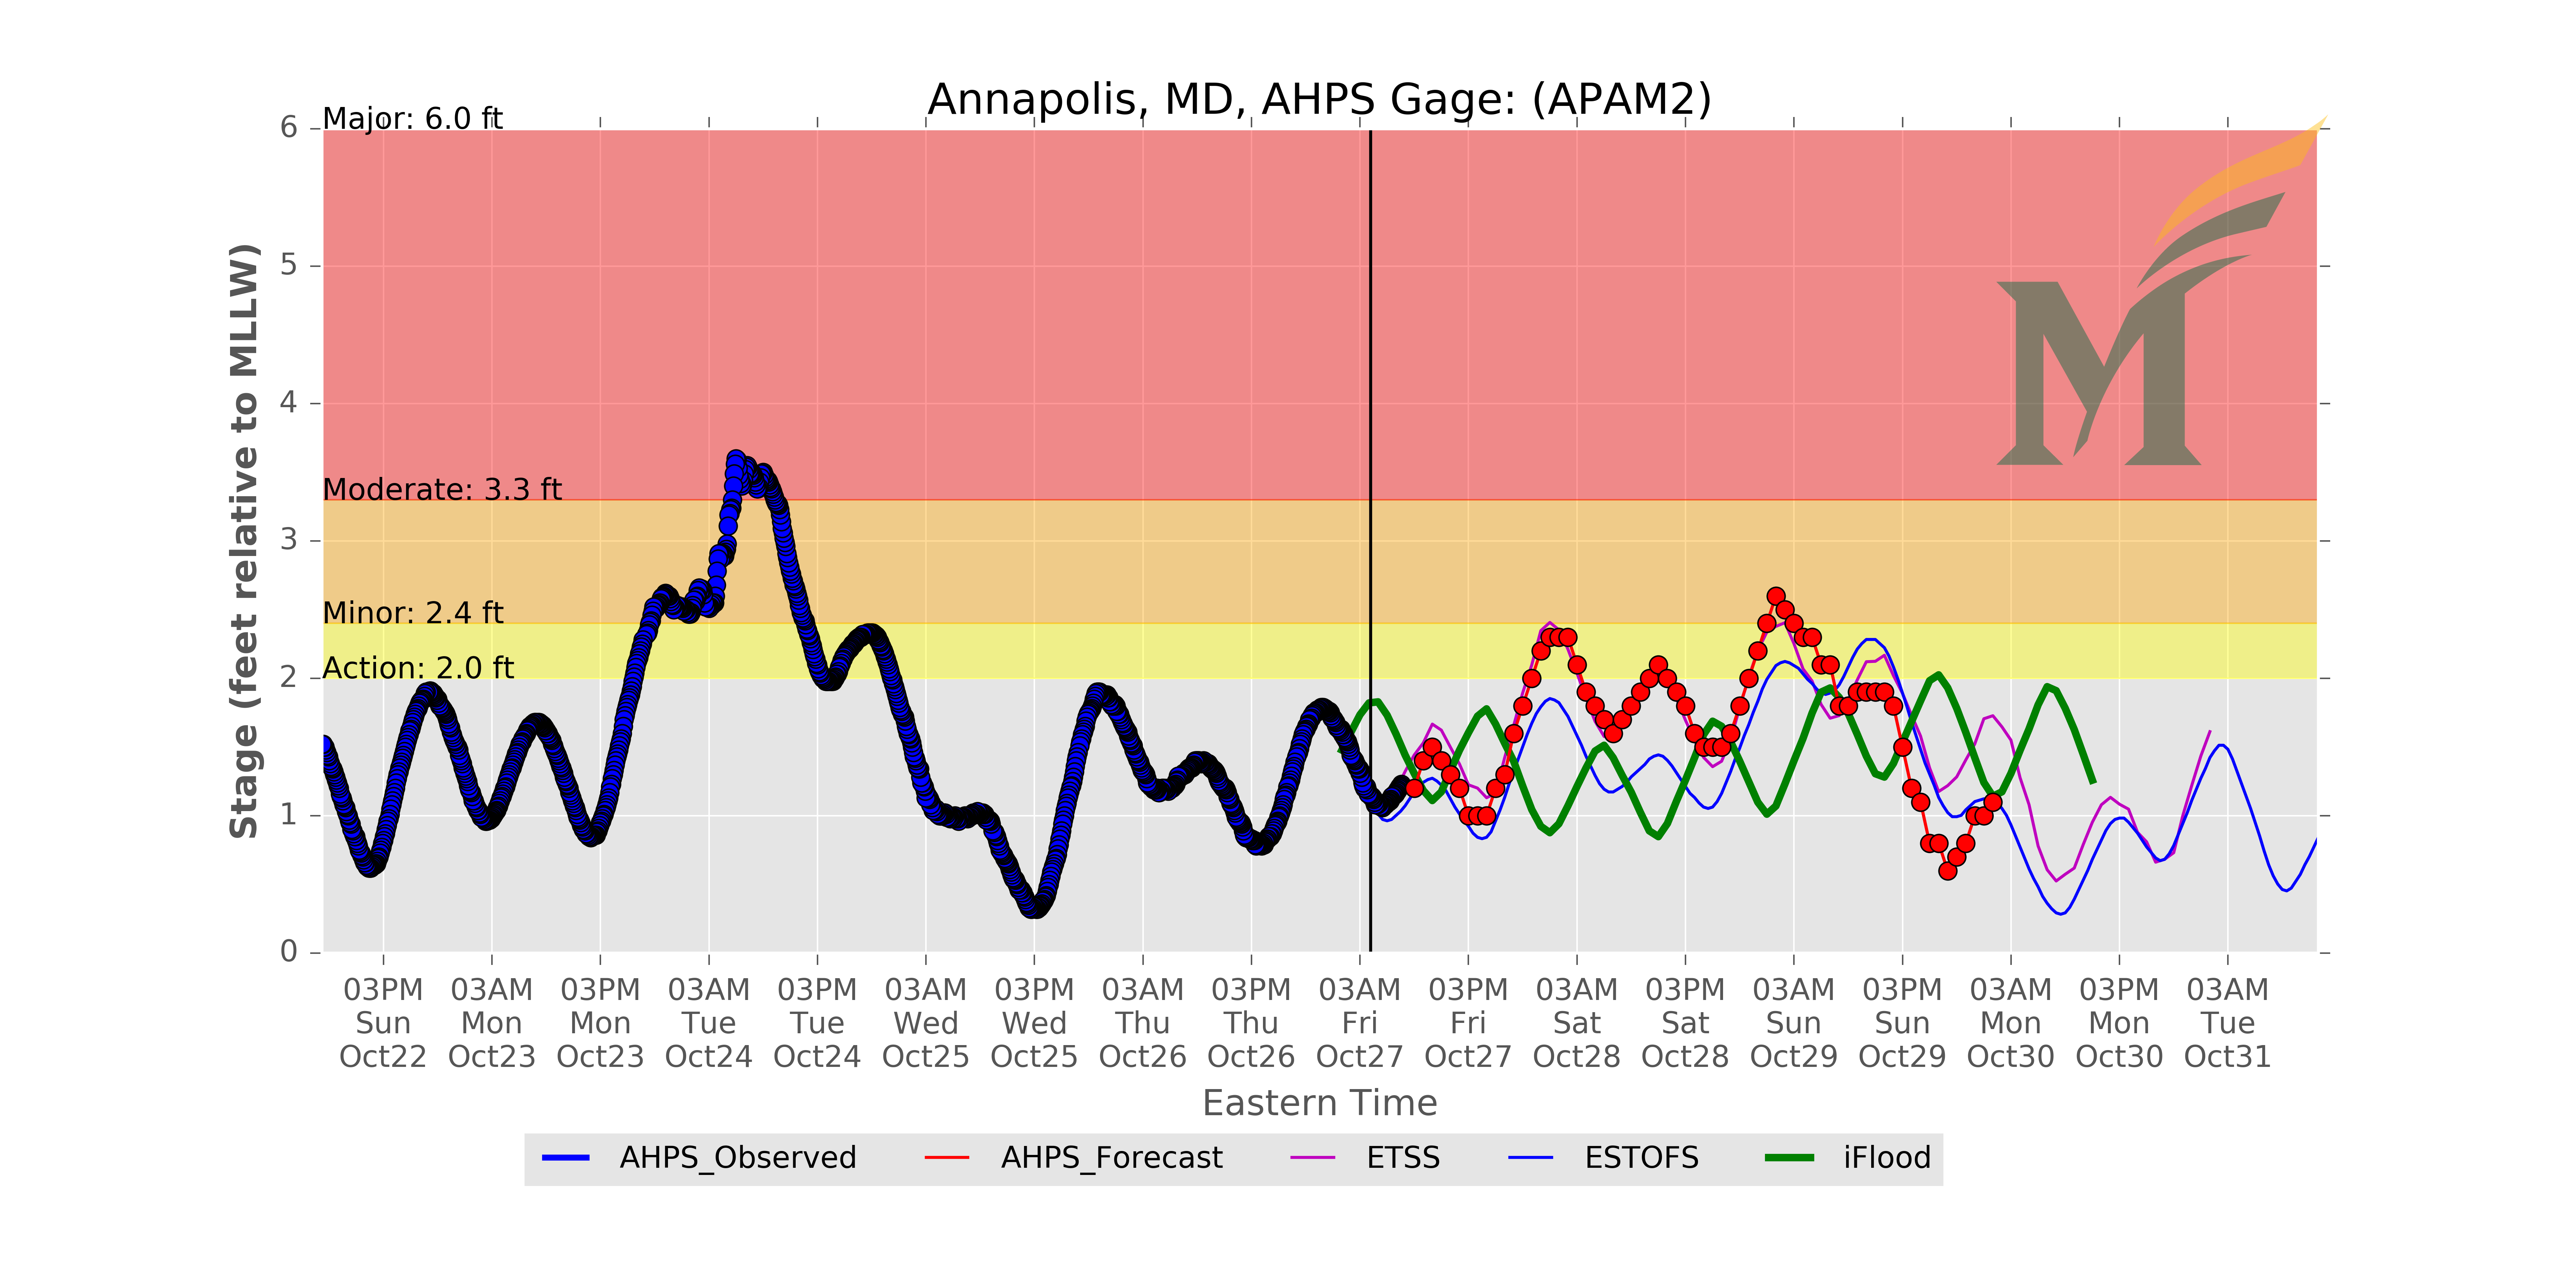 Annapolis, MD, AHPS Gage: (APAM2)
Major: 6.0 ft
Moderate: 3.3 ft
Minor: 2.4 ft
Action: 2.0 ft
Stage (feet relative to MLLW)
6
5
4
3
2
1
0
03PM 03AM 03PM 03AM 03PM 03AM 03PM 03AM 03PM 03AM 03PM 03AM 03PM 03AM 03PM 03AM 03PM 03AM
Sun Mon Mon Tue Tue Wed Wed Thu Thu Fri Fri Sat Sat Sun Sun Mon Mon Tue
Oct22 Oct23 Oct23 Oct24 Oct24 Oct25 Oct25 Oct26 Oct26 Oct27 Oct27 Oct28 Oct28 Oct29 Oct29 Oct30 Oct30 Oct31
Eastern Time
AHPS_Observed AHPS_Forecast ETSS ESTOFS iFlood
M